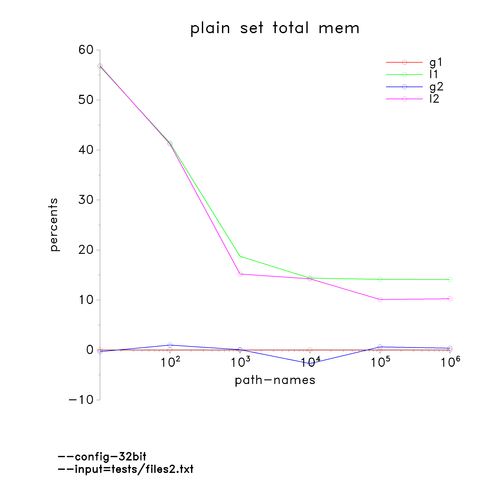 plain set total mem
g1
l1
g2
l2
60
50
40
30
20
10
0
-10
percents
10^2 10^3 10^4 10^5 10^6
path-names
--config-32bit
--input=tests/files2.txt